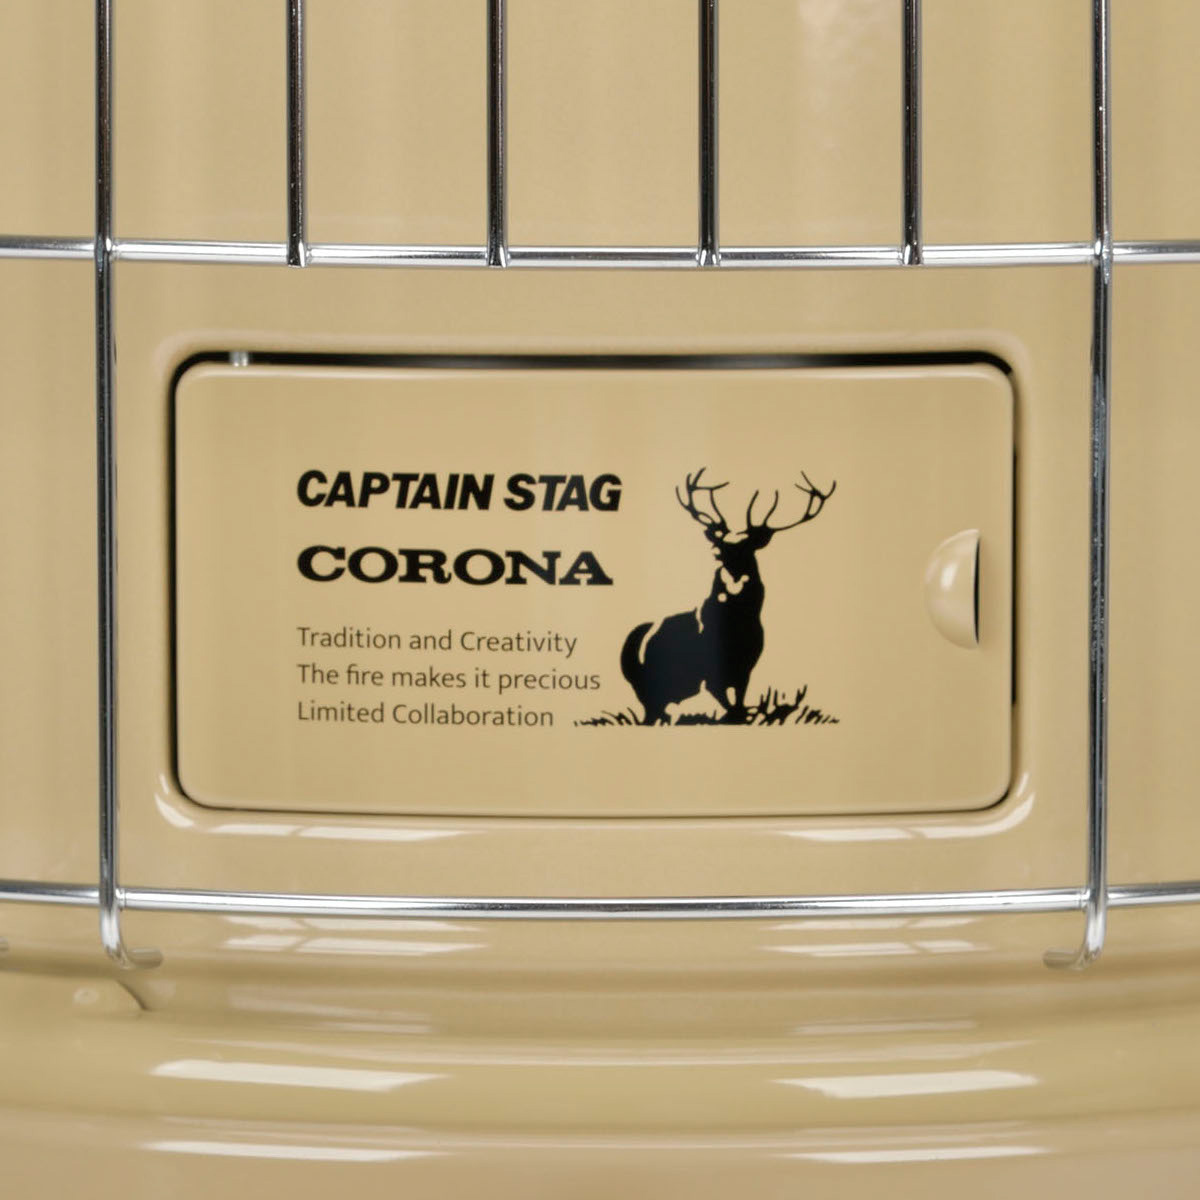 CAPTAIN STAG
CORONA
Tradition and Creativity
The fire makes it precious
Limited Collaboration